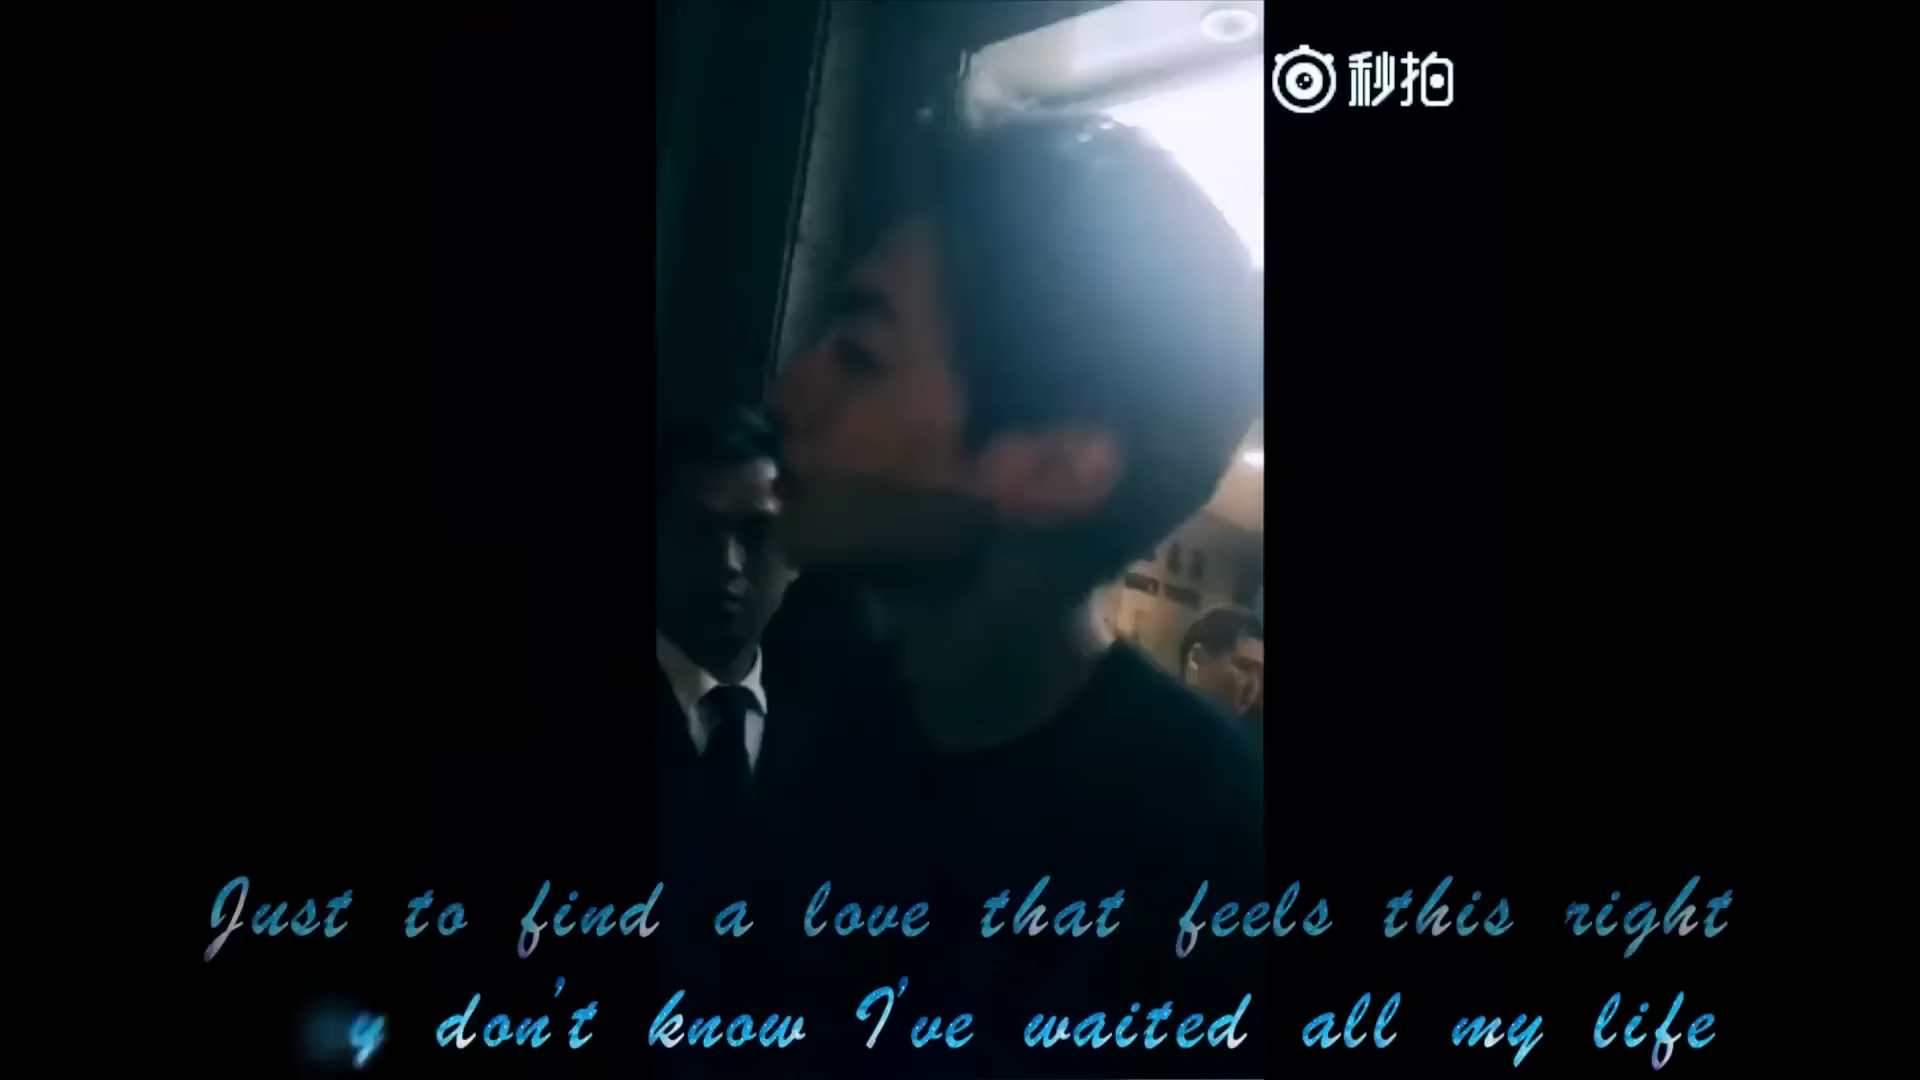 秒拍
Just to find a love that feels this right
y don't know I've waited all my life